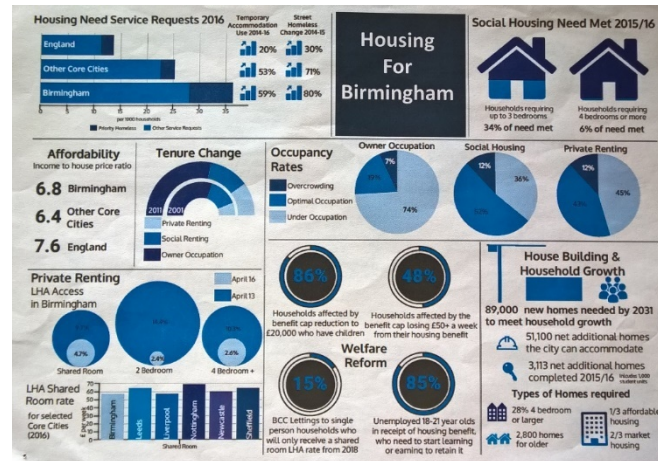 Housing Need Service Requests 2016
Temporary
Accommodation
Use 2014-16
Street
Homeless
Change 2014-15
England
20%
30%
Other Core Cities
53%
71%
Birmingham
59%
80%
per 1000 households
Priority Homeless
Other Service Requests
Housing
For
Birmingham
Social Housing Need Met 2015/16
Households requiring
up to 3 bedrooms
34% of need met
Households requiring
4 bedrooms or more
6% of need met
Affordability
Income to house price ratio
6.8 Birmingham
6.4 Other Core
Cities
7.6 England
Tenure Change
2011
2001
Private Renting
Social Renting
Owner Occupation
Occupancy
Rates
Overcrowding
Optimal Occupation
Under Occupation
Owner Occupation
7%
74%
Social Housing
12%
36%
Private Renting
12%
45%
Private Renting
LHA Access
in Birmingham
April 16
April 13
4.7%
Shared Room
2.4%
2 Bedroom
2.6%
4 Bedroom +
LHA Shared
Room rate
for selected
Core Cities
(2016)
£ per week
Birmingham
Leeds
Liverpool
Nottingham
Newcastle
Sheffield
Shared Room
86%
Households affected by
benefit cap reduction to
£20,000 who have children
48%
Households affected by the
benefit cap losing £50+ a week
from their housing benefit
Welfare
Reform
15%
BCC Lettings to single
person households who
will only receive a shared
room LHA rate from 2018
85%
Unemployed 18-21 year olds
in receipt of housing benefit,
who need to start learning
or earning to retain it
House Building &
Household Growth
89,000 new homes needed by 2031
to meet household growth
51,100 net additional homes
the city can accommodate
3,113 net additional homes
completed 2015/16
Types of Homes required
28% 4 bedroom
or larger
2,800 homes
for older
1/3 affordable
housing
2/3 market
housing